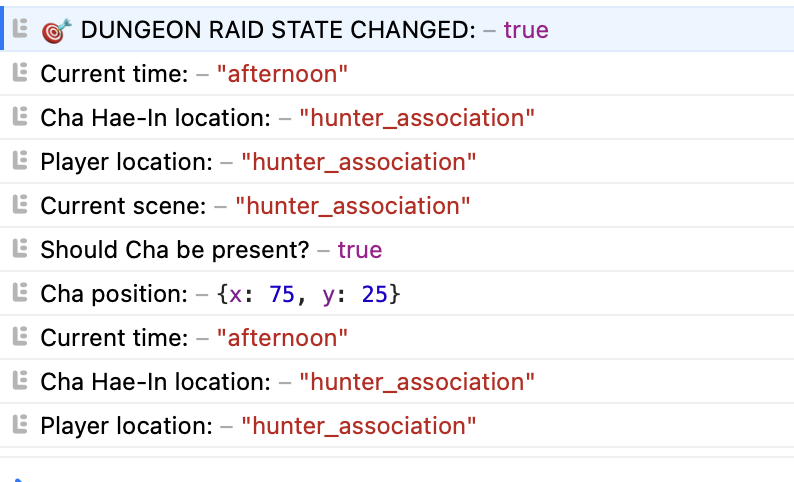 🎯 DUNGEON RAID STATE CHANGED: – true
Current time: – "afternoon"
Cha Hae-In location: – "hunter_association"
Player location: – "hunter_association"
Current scene: – "hunter_association"
Should Cha be present? – true
Cha position: – {x: 75, y: 25}
Current time: – "afternoon"
Cha Hae-In location: – "hunter_association"
Player location: – "hunter_association"